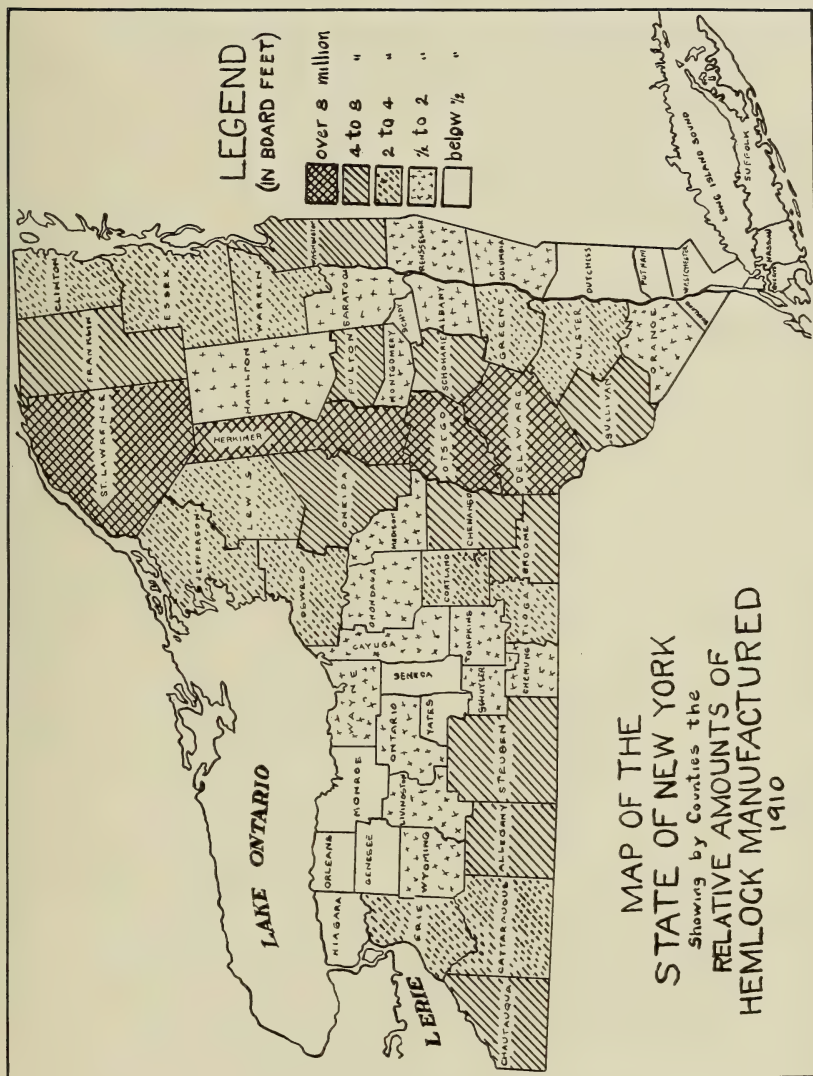 MAP OF THE
STATE OF NEW YORK
Showing by Counties the
RELATIVE AMOUNTS OF
HEMLOCK MANUFACTURED
1910
LEGEND
(IN BOARD FEET)
over 8 million
4 to 8 "
2 to 4 "
½ to 2 "
below ½ "
LAKE ONTARIO
L ERIE
LONG ISLAND SOUND
CLINTON
FRANKLIN
ST. LAWRENCE
ESSEX
JEFFERSON
LEWIS
HERKIMER
HAMILTON
WARREN
WASHINGTON
OSWEGO
ONEIDA
FULTON
SARATOGA
NIAGARA
ORLEANS
MONROE
WAYNE
CAYUGA
ONONDAGA
MADISON
MONTGOMERY
SCH'DY
RENSSELAER
GENESEE
ONTARIO
SENECA
ERIE
WYOMING
LIVINGSTON
YATES
CORTLAND
CHENANGO
OTSEGO
SCHOHARIE
ALBANY
COLUMBIA
TOMPKINS
SCHUYLER
GREENE
CHAUTAUQUA
CATTARAUGUS
ALLEGANY
STEUBEN
CHEMUNG
TIOGA
BROOME
DELAWARE
ULSTER
DUTCHESS
SULLIVAN
ORANGE
PUTNAM
WESTCHESTER
SUFFOLK
NASSAU